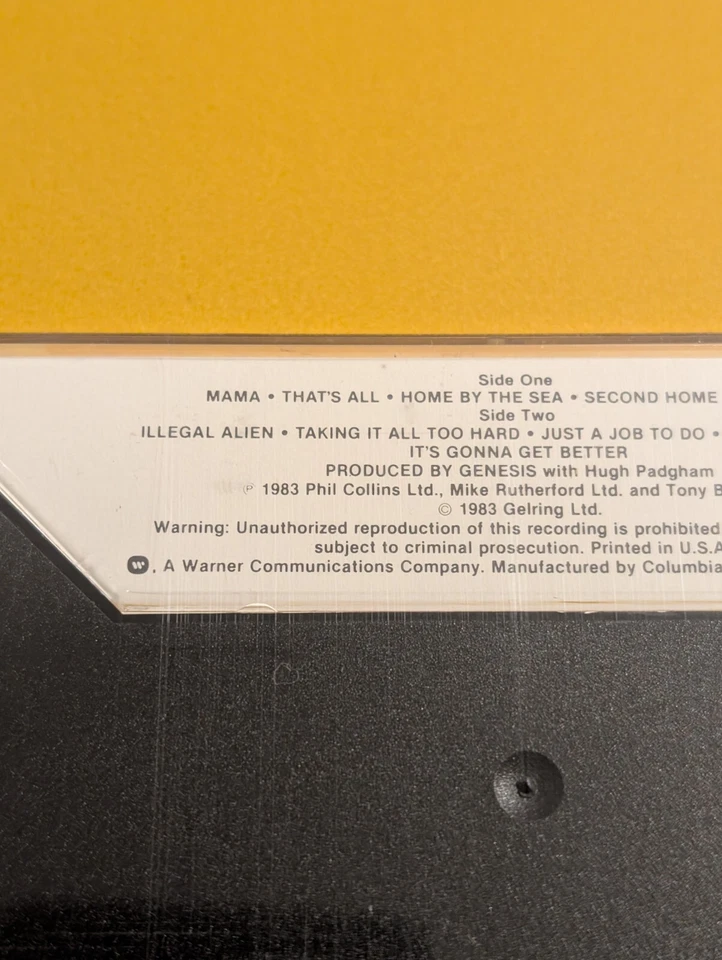 Side One
MAMA • THAT'S ALL • HOME BY THE SEA • SECOND HOME
Side Two
ILLEGAL ALIEN • TAKING IT ALL TOO HARD • JUST A JOB TO DO •
IT'S GONNA GET BETTER
PRODUCED BY GENESIS with Hugh Padgham
℗ 1983 Phil Collins Ltd., Mike Rutherford Ltd. and Tony B
© 1983 Gelring Ltd.
Warning: Unauthorized reproduction of this recording is prohibited
subject to criminal prosecution. Printed in U.S.A
W, A Warner Communications Company. Manufactured by Columbia